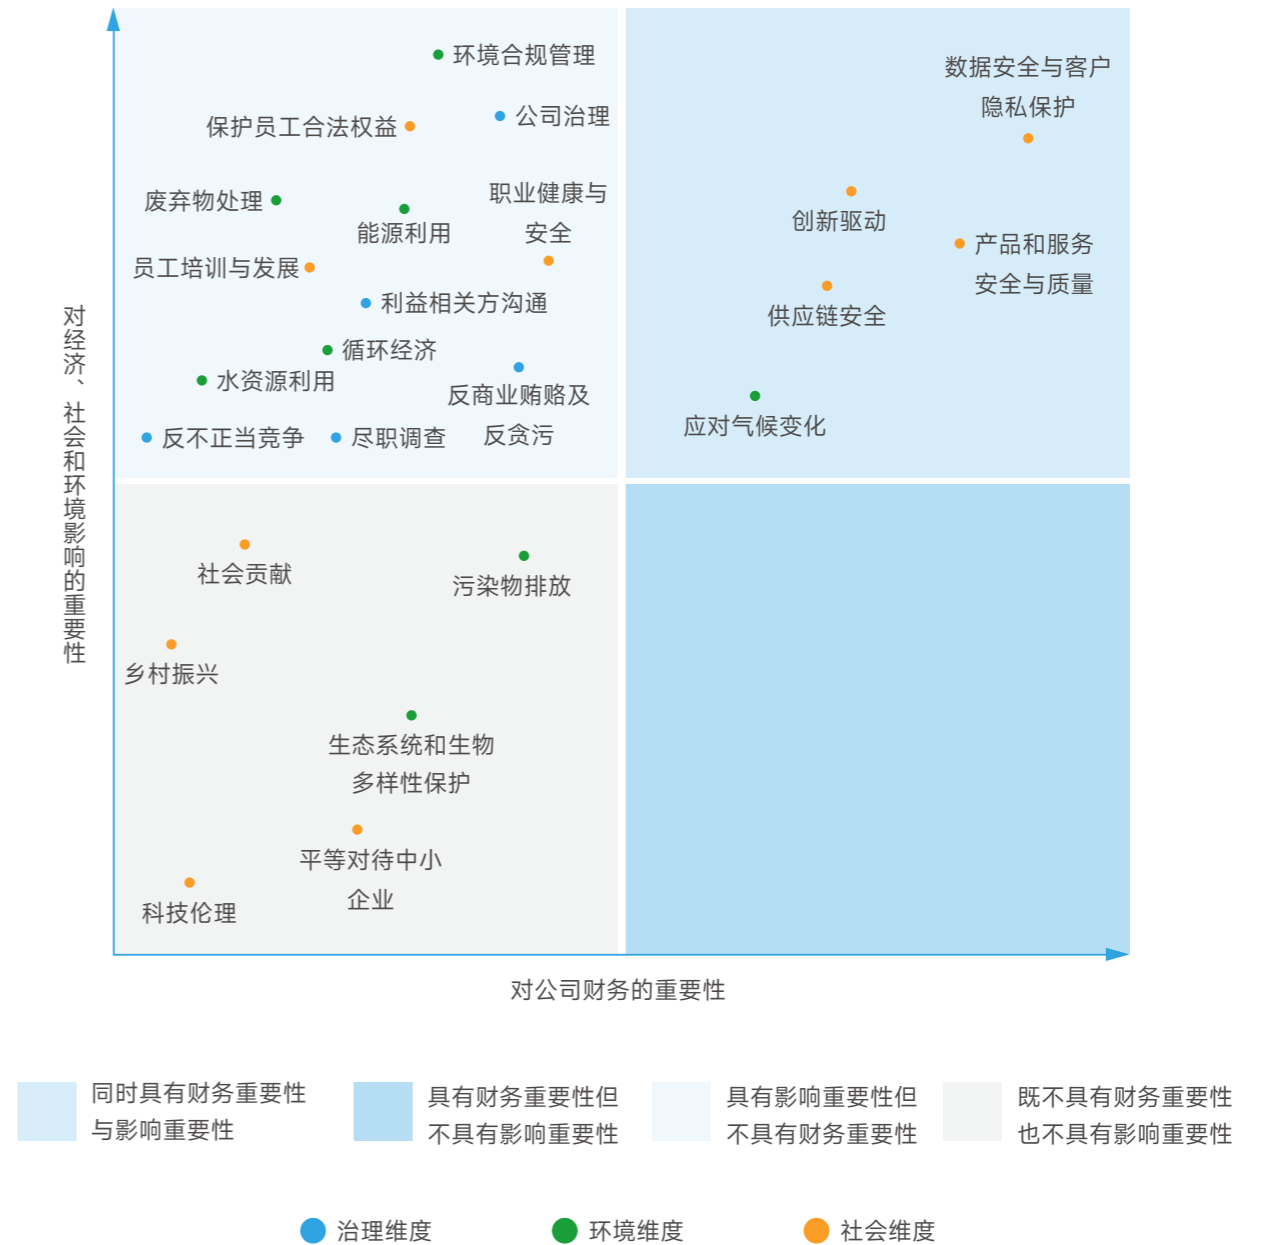 环境合规管理
公司治理
保护员工合法权益
废弃物处理
能源利用
职业健康与
安全
员工培训与发展
利益相关方沟通
循环经济
水资源利用
反商业贿赂及
反贪污
反不正当竞争
尽职调查
数据安全与客户
隐私保护
创新驱动
产品和服务
安全与质量
供应链安全
应对气候变化
对经济、社会和环境影响的重要性
社会贡献
污染物排放
乡村振兴
生态系统和生物
多样性保护
平等对待中小
企业
科技伦理
对公司财务的重要性
同时具有财务重要性
与影响重要性
具有财务重要性但
不具有影响重要性
具有影响重要性但
不具有财务重要性
既不具有财务重要性
也不具有影响重要性
治理维度
环境维度
社会维度